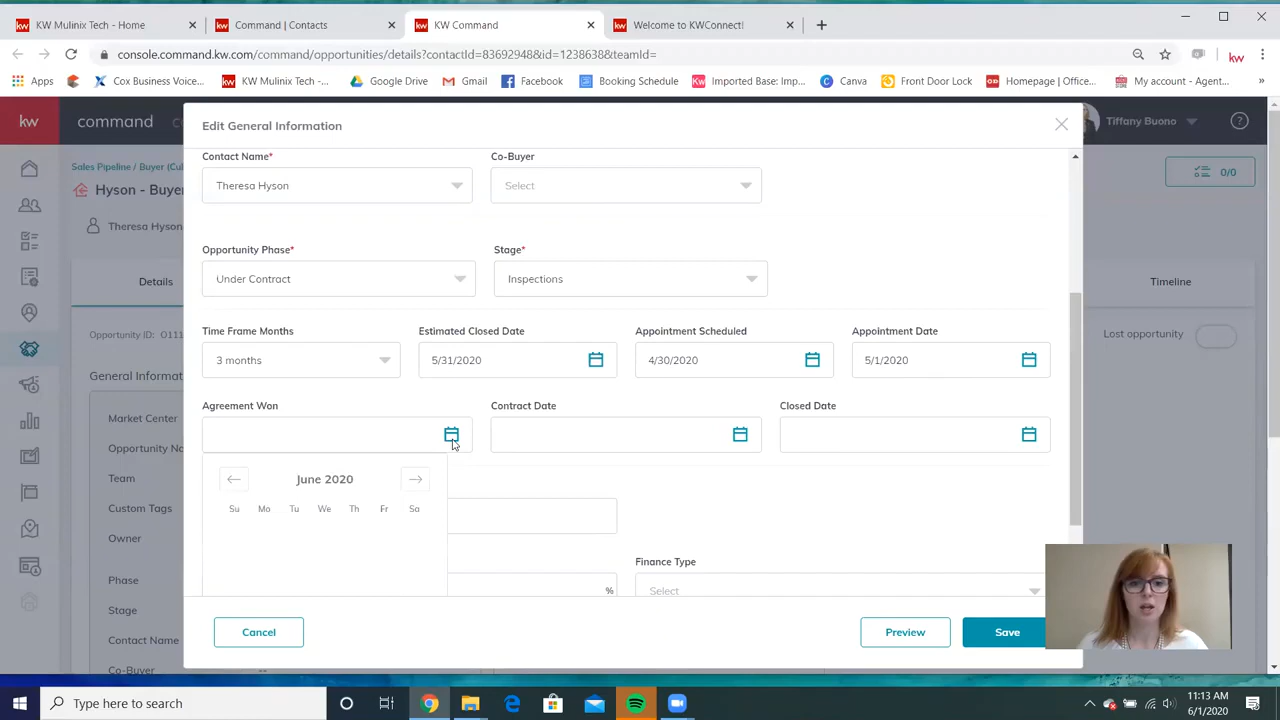 KW Mulinix Tech - Home
Command | Contacts
KW Command
Welcome to KWConnect!
console.command.kw.com/command/opportunities/details?contactId=83692948&id=1238638&teamId=
kw
Apps
Cox Business Voice...
KW Mulinix Tech -...
Google Drive
Gmail
Facebook
Booking Schedule
Imported Base: Imp...
Canva
Front Door Lock
Homepage | Office...
My account - Agent...
kw
command
Tiffany Buono
Edit General Information
Sales Pipeline / Buyer (Cul
Hyson - Buyer
0/0
Theresa Hyson
Contact Name*
Co-Buyer
Theresa Hyson
Select
Opportunity Phase*
Stage*
Under Contract
Inspections
Details
Timeline
Opportunity ID: O111
Lost opportunity
Time Frame Months
Estimated Closed Date
Appointment Scheduled
Appointment Date
3 months
5/31/2020
4/30/2020
5/1/2020
General Informa
Agreement Won
Contract Date
Closed Date
Market Center
Opportunity No
Team
Custom Tags
Owner
Phase
Stage
Contact Name
Co-Buyer
June 2020
Su Mo Tu We Th Fr Sa
Finance Type
%
Select
Cancel
Preview
Save
Type here to search
11:13 AM
6/1/2020